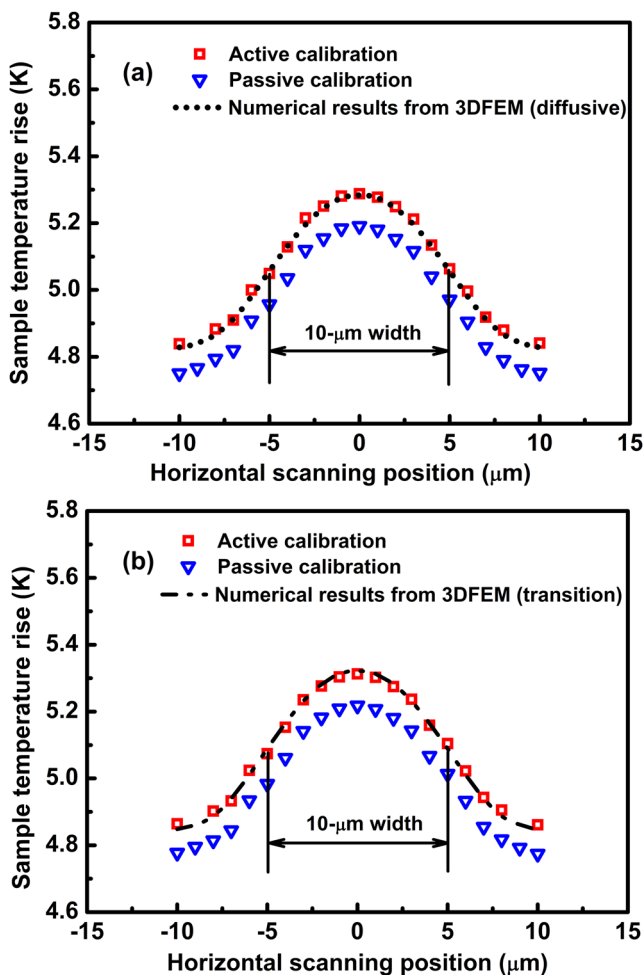 5.8
(a)
Active calibration
Passive calibration
Numerical results from 3DFEM (diffusive)
5.6
5.4
5.2
5.0
4.8
4.6
Sample temperature rise (K)
10-μm width
-15 -10 -5 0 5 10 15
Horizontal scanning position (μm)
5.8
(b)
Active calibration
Passive calibration
Numerical results from 3DFEM (transition)
5.6
5.4
5.2
5.0
4.8
4.6
Sample temperature rise (K)
10-μm width
-15 -10 -5 0 5 10 15
Horizontal scanning position (μm)